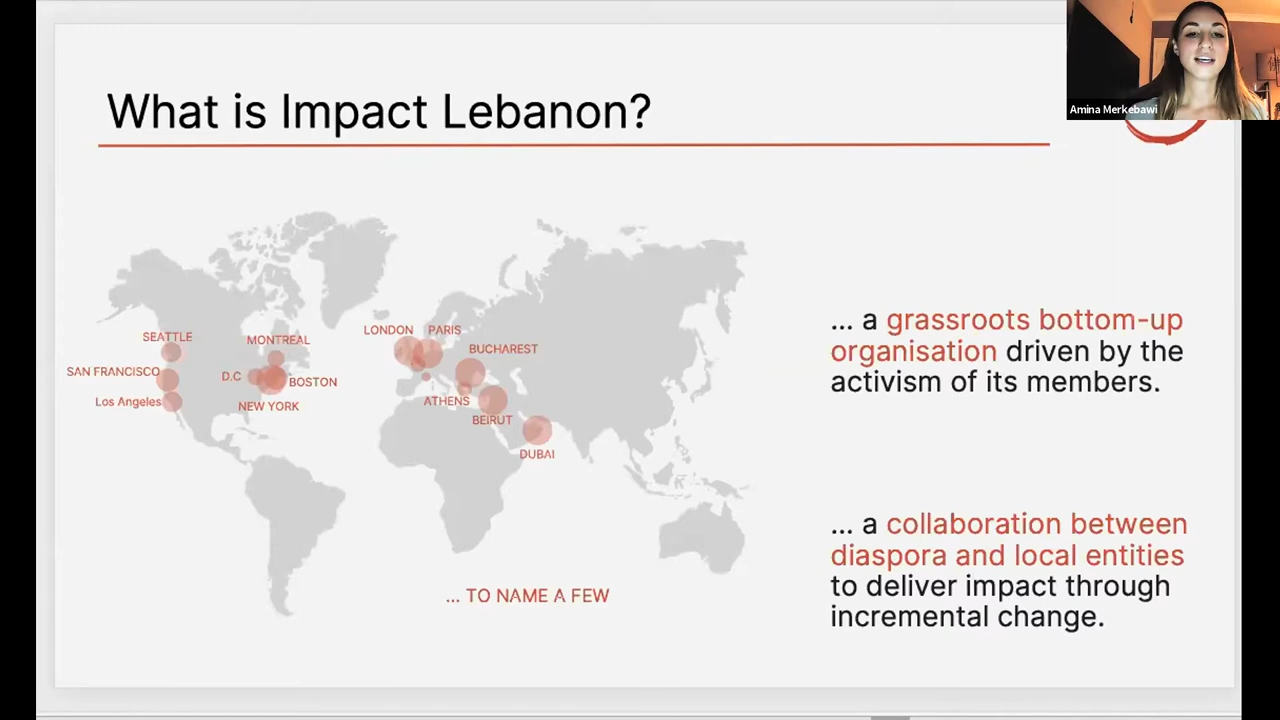 What is Impact Lebanon?
Amina Merkebawi
SEATTLE
MONTREAL
LONDON
PARIS
BUCHAREST
SAN FRANCISCO
D.C
BOSTON
Los Angeles
NEW YORK
ATHENS
BEIRUT
DUBAI
... TO NAME A FEW
... a grassroots bottom-up
organisation driven by the
activism of its members.
... a collaboration between
diaspora and local entities
to deliver impact through
incremental change.